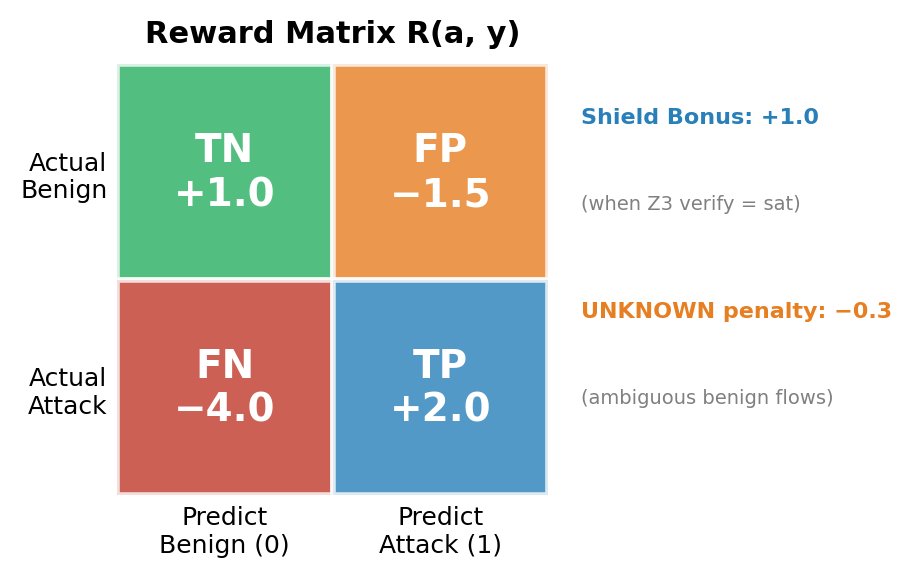 Reward Matrix R(a, y)
Actual
Benign
TN
+1.0
FP
−1.5
Shield Bonus: +1.0
(when Z3 verify = sat)
Actual
Attack
FN
−4.0
TP
+2.0
UNKNOWN penalty: −0.3
(ambiguous benign flows)
Predict
Benign (0)
Predict
Attack (1)